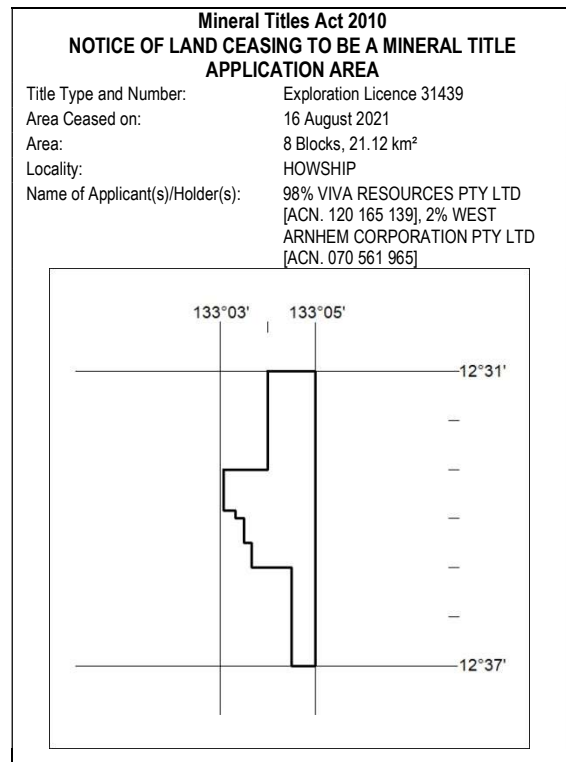 Mineral Titles Act 2010
NOTICE OF LAND CEASING TO BE A MINERAL TITLE
APPLICATION AREA
Title Type and Number: Exploration Licence 31439
Area Ceased on: 16 August 2021
Area: 8 Blocks, 21.12 km²
Locality: HOWSHIP
Name of Applicant(s)/Holder(s): 98% VIVA RESOURCES PTY LTD
[ACN. 120 165 139], 2% WEST
ARNHEM CORPORATION PTY LTD
[ACN. 070 561 965]
133°03' 133°05'
12°31'
12°37'